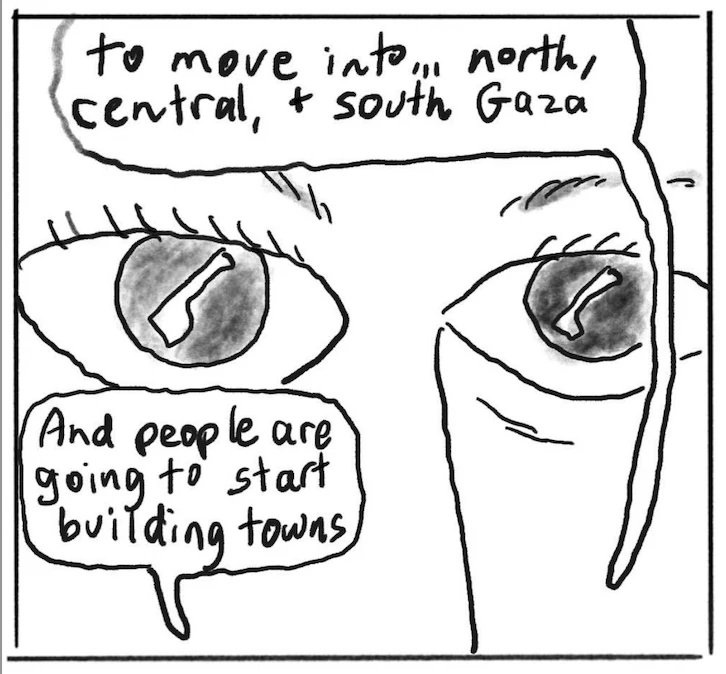 to move into... north,
central, + south Gaza
And people are
going to start
building towns